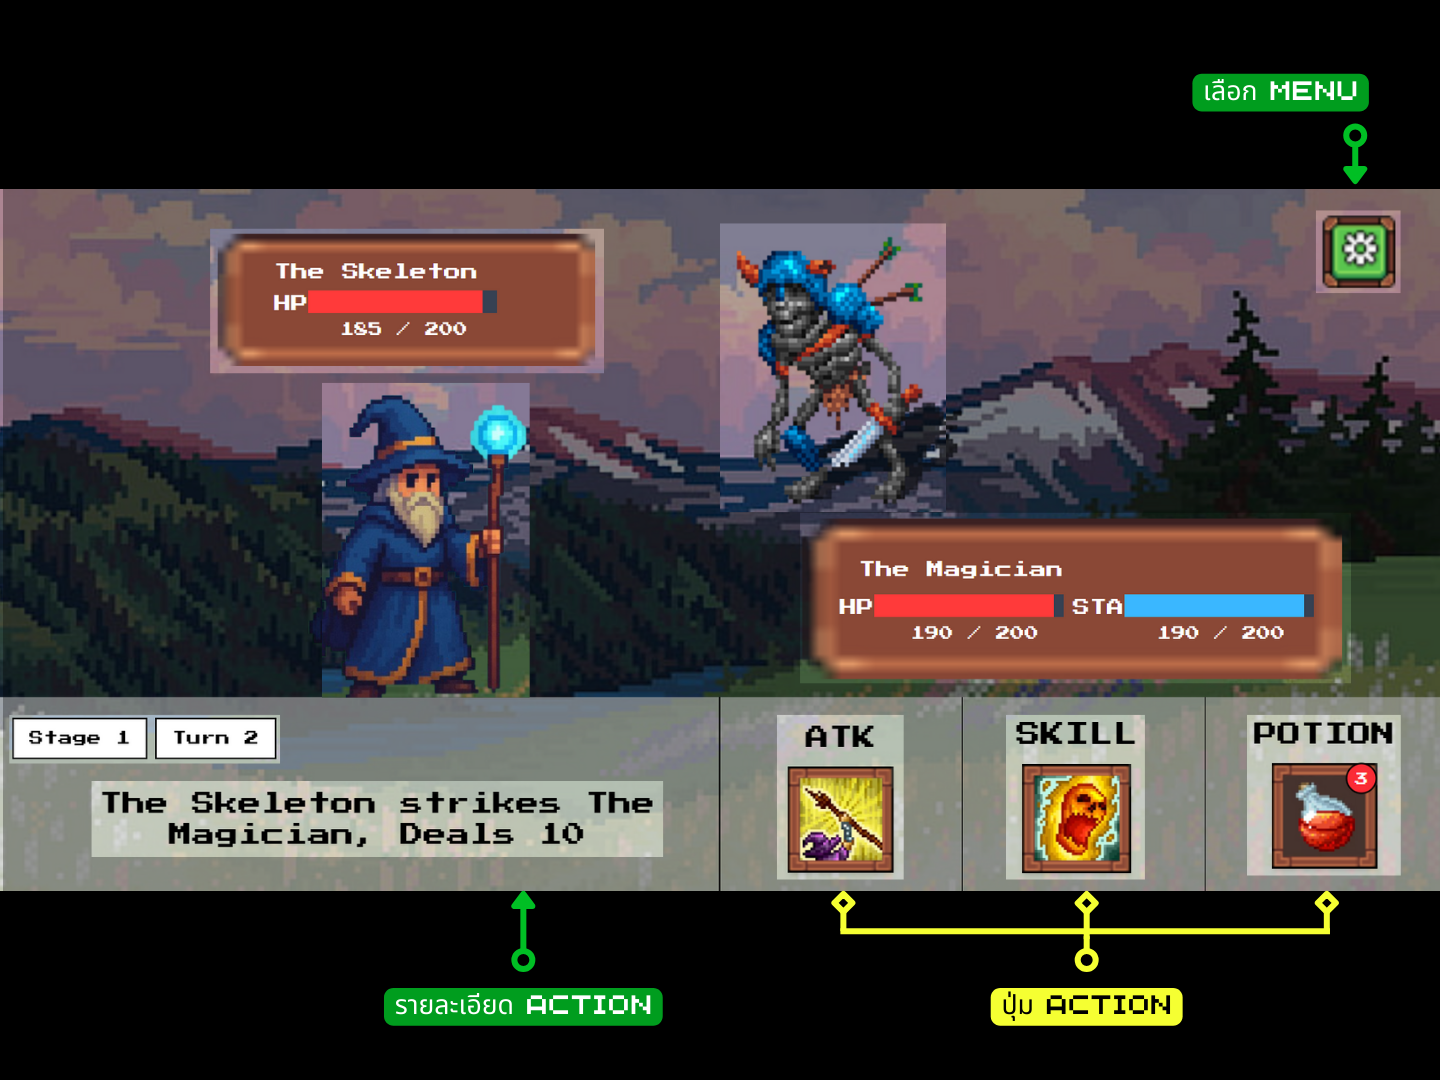 เลือก MENU
The Skeleton
HP
185 / 200
The Magician
HP STA
190 / 200 190 / 200
Stage 1 Turn 2
The Skeleton strikes The
Magician, Deals 10
ATK SKILL POTION
3
รายละเอียด ACTION
ปุ่ม ACTION